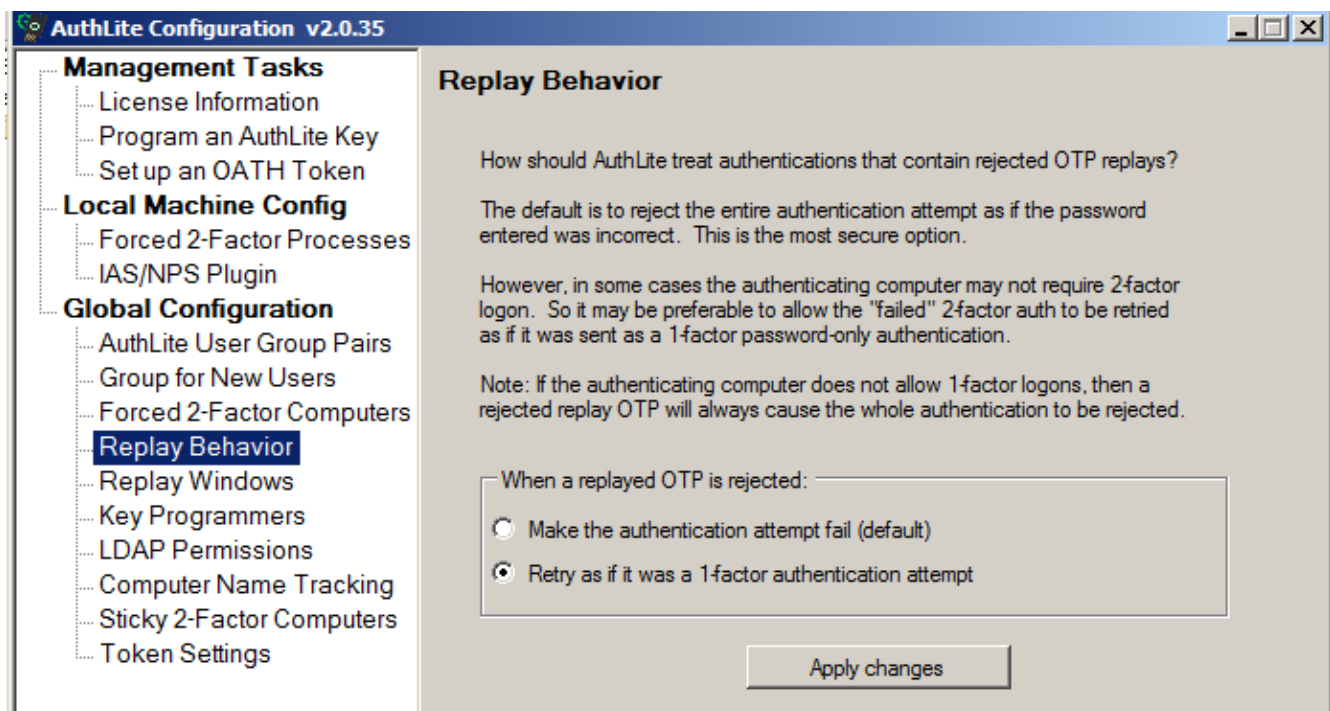 AuthLite Configuration v2.0.35
Management Tasks
License Information
Program an AuthLite Key
Set up an OATH Token
Local Machine Config
Forced 2-Factor Processes
IAS/NPS Plugin
Global Configuration
AuthLite User Group Pairs
Group for New Users
Forced 2-Factor Computers
Replay Behavior
Replay Windows
Key Programmers
LDAP Permissions
Computer Name Tracking
Sticky 2-Factor Computers
Token Settings
Replay Behavior
How should AuthLite treat authentications that contain rejected OTP replays?
The default is to reject the entire authentication attempt as if the password
entered was incorrect. This is the most secure option.
However, in some cases the authenticating computer may not require 2-factor
logon. So it may be preferable to allow the "failed" 2-factor auth to be retried
as if it was sent as a 1-factor password-only authentication.
Note: If the authenticating computer does not allow 1-factor logons, then a
rejected replay OTP will always cause the whole authentication to be rejected.
When a replayed OTP is rejected:
Make the authentication attempt fail (default)
Retry as if it was a 1-factor authentication attempt
Apply changes